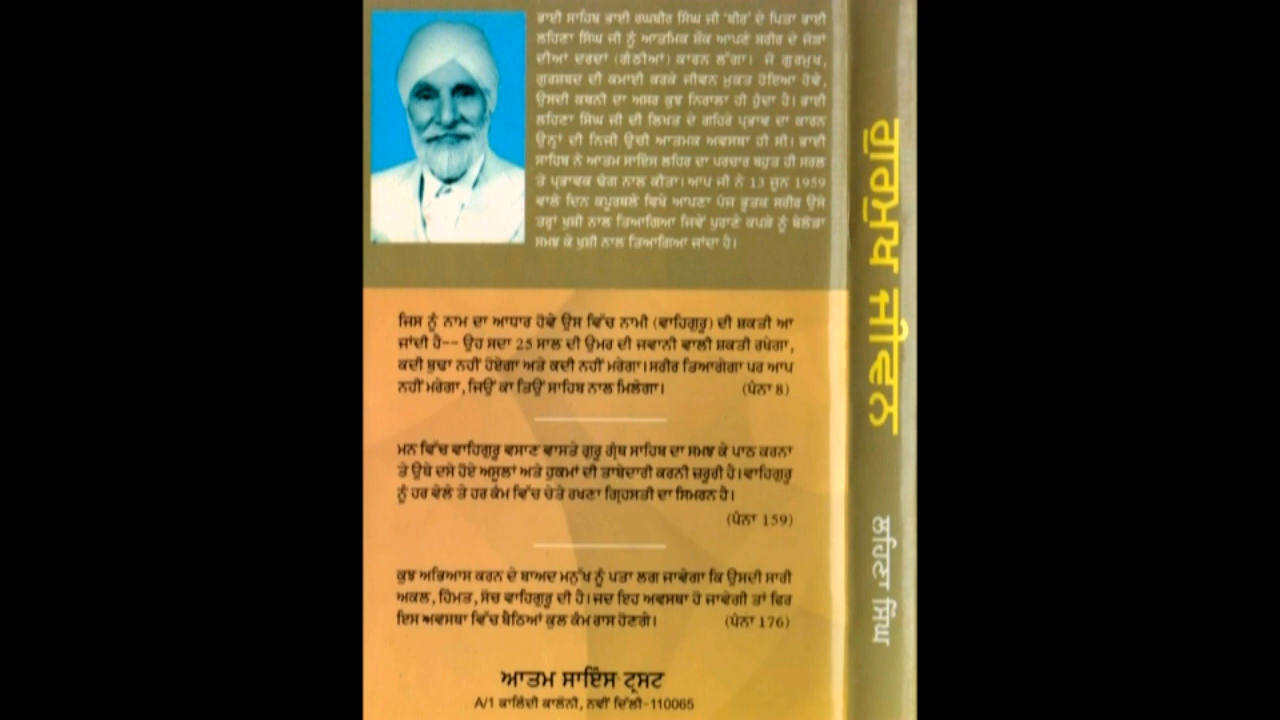 ਭਾਈ ਸਾਹਿਬ ਭਾਈ ਰਘਬੀਰ ਸਿੰਘ ਜੀ ‘ਬੀਰ’ ਦੇ ਪਿਤਾ ਭਾਈ
ਲਹਿਣਾ ਸਿੰਘ ਜੀ ਨੂੰ ਆਤਮਿਕ ਸ਼ੌਕ ਆਪਣੇ ਸ਼ਰੀਰ ਦੇ ਜੋੜਾਂ
ਦੀਆਂ ਦਰਦਾਂ (ਗੰਠੀਆਂ) ਕਾਰਨ ਲੱਗਾ। ਜੋ ਗੁਰਮੁਖ,
ਗੁਰਸ਼ਬਦ ਦੀ ਕਮਾਈ ਕਰਕੇ ਜੀਵਨ ਮੁਕਤ ਹੋਇਆ ਹੋਵੇ,
ਉਸਦੀ ਕਥਨੀ ਦਾ ਅਸਰ ਕੁਝ ਨਿਰਾਲਾ ਹੀ ਹੁੰਦਾ ਹੈ। ਭਾਈ
ਲਹਿਣਾ ਸਿੰਘ ਜੀ ਦੀ ਲਿਖਤ ਦੇ ਗਹਿਰੇ ਪ੍ਰਭਾਵ ਦਾ ਕਾਰਨ
ਉਨ੍ਹਾਂ ਦੀ ਨਿਜੀ ਉਚੀ ਆਤਮਕ ਅਵਸਥਾ ਹੀ ਸੀ। ਭਾਈ
ਸਾਹਿਬ ਨੇ ਆਤਮ ਸਾਇੰਸ ਲਹਿਰ ਦਾ ਪਰਚਾਰ ਬਹੁਤ ਹੀ ਸਰਲ
ਤੇ ਪ੍ਰਭਾਵਕ ਢੰਗ ਨਾਲ ਕੀਤਾ। ਆਪ ਜੀ ਨੇ 13 ਜੂਨ 1959
ਵਾਲੇ ਦਿਨ ਕਪੂਰਥਲੇ ਵਿਖੇ ਆਪਣਾ ਪੰਜ ਭੂਤਕ ਸਰੀਰ ਉਸੇ
ਤਰ੍ਹਾਂ ਖੁਸ਼ੀ ਨਾਲ ਤਿਆਗਿਆ ਜਿਵੇਂ ਪੁਰਾਣੇ ਕਪੜੇ ਨੂੰ ਬੇਲੋੜਾ
ਸਮਝ ਕੇ ਖੁਸ਼ੀ ਨਾਲ ਤਿਆਗਿਆ ਜਾਂਦਾ ਹੈ।
ਜਿਸ ਨੂੰ ਨਾਮ ਦਾ ਆਧਾਰ ਹੋਵੇ ਉਸ ਵਿੱਚ ਨਾਮੀ (ਵਾਹਿਗੁਰੂ) ਦੀ ਸ਼ਕਤੀ ਆ
ਜਾਂਦੀ ਹੈ-- ਉਹ ਸਦਾ 25 ਸਾਲ ਦੀ ਉਮਰ ਦੀ ਜਵਾਨੀ ਵਾਲੀ ਸ਼ਕਤੀ ਰਖੇਗਾ,
ਕਦੀ ਬੁਢਾ ਨਹੀਂ ਹੋਏਗਾ ਅਤੇ ਕਦੀ ਨਹੀਂ ਮਰੇਗਾ। ਸਰੀਰ ਤਿਆਗੇਗਾ ਪਰ ਆਪ
ਨਹੀਂ ਮਰੇਗਾ, ਜਿਉਂ ਕਾ ਤਿਉਂ ਸਾਹਿਬ ਨਾਲ ਮਿਲੇਗਾ। (ਪੰਨਾ 8)
ਮਨ ਵਿੱਚ ਵਾਹਿਗੁਰੂ ਵਸਾਣ ਵਾਸਤੇ ਗੁਰੂ ਗ੍ਰੰਥ ਸਾਹਿਬ ਦਾ ਸਮਝ ਕੇ ਪਾਠ ਕਰਨਾ
ਤੇ ਉਥੇ ਦਸੇ ਹੋਏ ਅਸੂਲਾਂ ਅਤੇ ਹੁਕਮਾਂ ਦੀ ਤਾਬੇਦਾਰੀ ਕਰਨੀ ਜ਼ਰੂਰੀ ਹੈ। ਵਾਹਿਗੁਰੂ
ਨੂੰ ਹਰ ਵੇਲੇ ਤੇ ਹਰ ਕੰਮ ਵਿੱਚ ਚੇਤੇ ਰਖਣਾ ਗ੍ਰਿਹਸਤੀ ਦਾ ਸਿਮਰਨ ਹੈ।
(ਪੰਨਾ 159)
ਕੁਝ ਅਭਿਆਸ ਕਰਨ ਦੇ ਬਾਅਦ ਮਨੁੱਖ ਨੂੰ ਪਤਾ ਲਗ ਜਾਵੇਗਾ ਕਿ ਉਸਦੀ ਸਾਰੀ
ਅਕਲ, ਹਿੰਮਤ, ਸੋਚ ਵਾਹਿਗੁਰੂ ਦੀ ਹੈ। ਜਦ ਇਹ ਅਵਸਥਾ ਹੋ ਜਾਵੇਗੀ ਤਾਂ ਫਿਰ
ਇਸ ਅਵਸਥਾ ਵਿੱਚ ਬੈਠਿਆਂ ਕੁਲ ਕੰਮ ਰਾਸ ਹੋਣਗੇ। (ਪੰਨਾ 176)
ਆਤਮ ਸਾਇੰਸ ਟ੍ਰਸਟ
A/1 ਕਾਲਿੰਦੀ ਕਾਲੋਨੀ, ਨਵੀਂ ਦਿੱਲੀ-110065
ਗੁਰਮੁਖ ਜੀਵਨ
ਲਹਿਣਾ ਸਿੰਘ